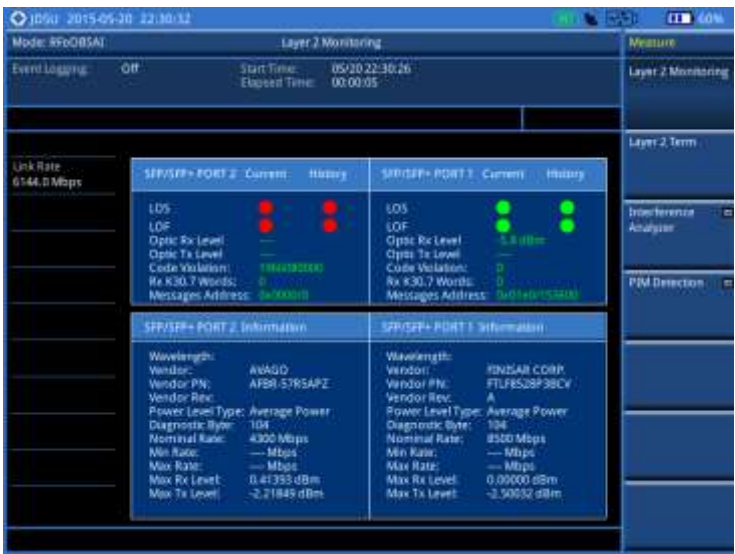 JDSU 2015-05-20 22:30:32
60%
Mode: RFoOBSAI
Layer 2 Monitoring
Measure
Event Logging: Off
Start Time: 05/20 22:30:26
Elapsed Time: 00:00:05
Layer 2 Monitoring
Layer 2 Term
Interference
Analyzer
PIM Detection
Link Rate
6144.0 Mbps
SFP/SFP+ PORT 2 Current History
LOS
LOF
Optic Rx Level ---
Optic Tx Level ---
Code Violation:
Rx K30.7 Words: 0
Messages Address:
SFP/SFP+ PORT 1 Current History
LOS
LOF
Optic Rx Level -5.8 dBm
Optic Tx Level ---
Code Violation: 0
Rx K30.7 Words: 0
Messages Address:
SFP/SFP+ PORT 2 Information
Wavelength:
Vendor: AVAGO
Vendor PN: AFBR-57R5APZ
Vendor Rev:
Power Level Type: Average Power
Diagnostic Byte: 104
Nominal Rate: 4300 Mbps
Min Rate: --- Mbps
Max Rate: --- Mbps
Max Rx Level: 0.41393 dBm
Max Tx Level: -2.21849 dBm
SFP/SFP+ PORT 1 Information
Wavelength:
Vendor: FINISAR CORP.
Vendor PN: FTLF8528P3BCV
Vendor Rev: A
Power Level Type: Average Power
Diagnostic Byte: 104
Nominal Rate: 8500 Mbps
Min Rate: --- Mbps
Max Rate: --- Mbps
Max Rx Level: 0.00000 dBm
Max Tx Level: -2.50032 dBm